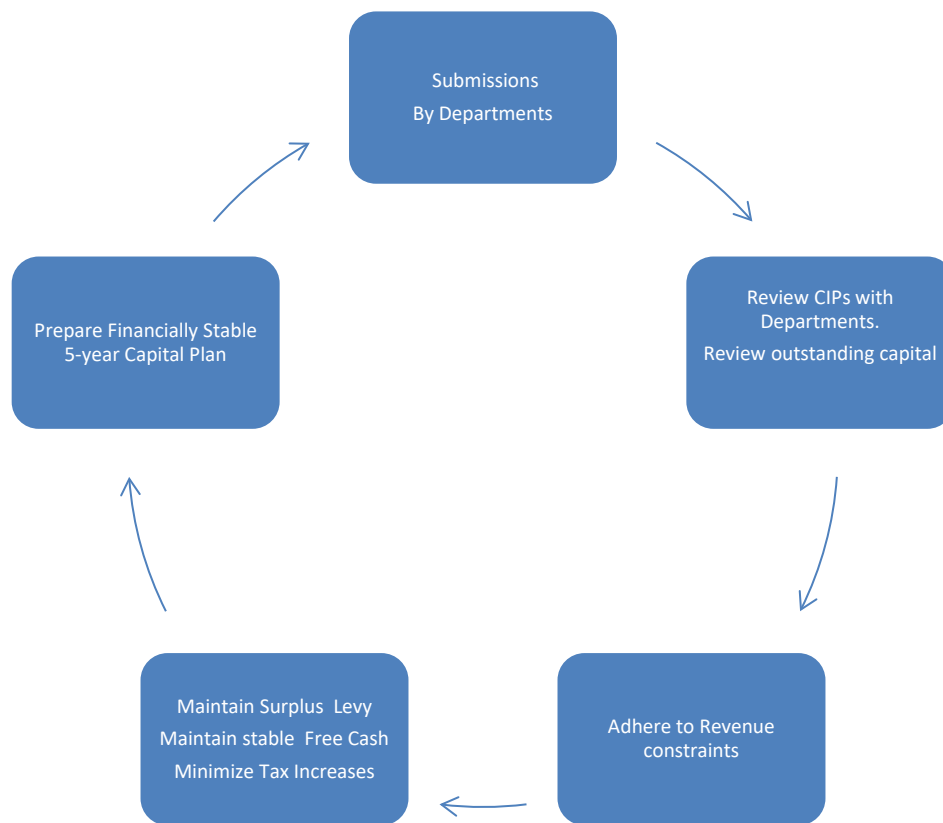 Submissions
By Departments
Review CIPs with
Departments.
Review outstanding capital
Adhere to Revenue
constraints
Maintain Surplus  Levy
Maintain stable  Free Cash
Minimize Tax Increases
Prepare Financially Stable
5-year Capital Plan